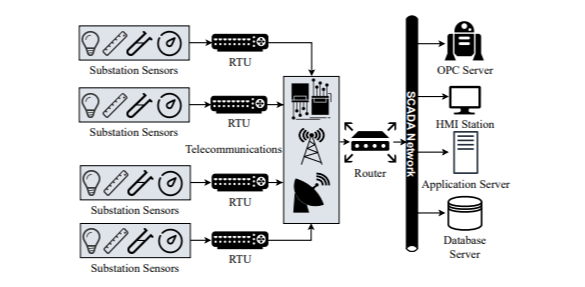 Substation Sensors
RTU
Substation Sensors
RTU
Telecommunications
Substation Sensors
RTU
Substation Sensors
RTU
Router
SCADA Network
OPC Server
HMI Station
Application Server
Database
Server